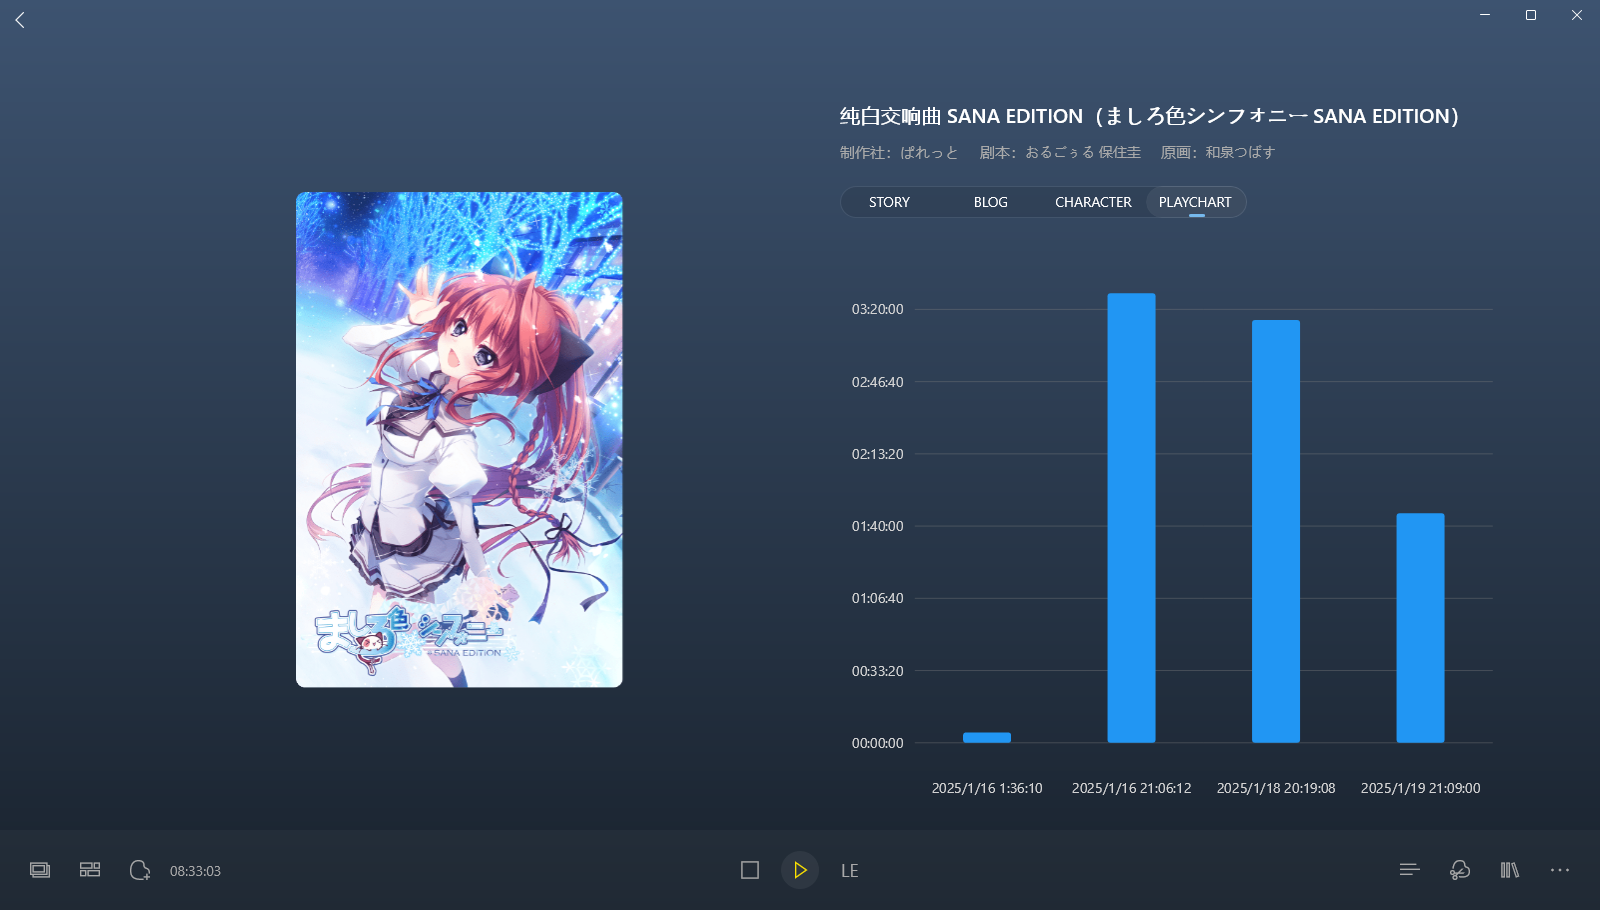 纯白交响曲 SANA EDITION（ましろ色シンフォニー SANA EDITION）
制作社：ぱれっと 剧本：おるごぅる 保住圭 原画：和泉つばす
STORY BLOG CHARACTER PLAYCHART
03:20:00
02:46:40
02:13:20
01:40:00
01:06:40
00:33:20
00:00:00
2025/1/16 1:36:10 2025/1/16 21:06:12 2025/1/18 20:19:08 2025/1/19 21:09:00
ましろ色シンフォニー
SANA EDITION
08:33:03
LE